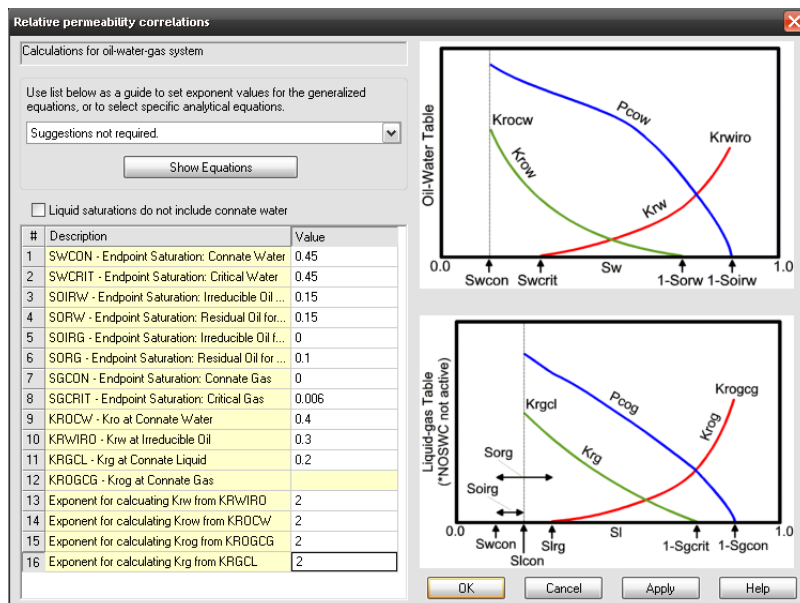 Relative permeability correlations
Calculations for oil-water-gas system
Use list below as a guide to set exponent values for the generalized
equations, or to select specific analytical equations.
Suggestions not required.
Show Equations
Liquid saturations do not include connate water
# Description Value
1 SWCON - Endpoint Saturation: Connate Water 0.45
2 SWCRIT - Endpoint Saturation: Critical Water 0.45
3 SOIRW - Endpoint Saturation: Irreducible Oil ... 0.15
4 SORW - Endpoint Saturation: Residual Oil for... 0.15
5 SOIRG - Endpoint Saturation: Irreducible Oil f... 0
6 SORG - Endpoint Saturation: Residual Oil for ... 0.1
7 SGCON - Endpoint Saturation: Connate Gas 0
8 SGCRIT - Endpoint Saturation: Critical Gas 0.006
9 KROCW - Kro at Connate Water 0.4
10 KRWIRO - Krw at Irreducible Oil 0.3
11 KRGCL - Krg at Connate Liquid 0.2
12 KROGCG - Krog at Connate Gas
13 Exponent for calcuating Krw from KRWIRO 2
14 Exponent for calculating Krow from KROCW 2
15 Exponent for calculating Krog from KROGCG 2
16 Exponent for calculating Krg from KRGCL 2
Oil-Water Table
Krocw
Pcow
Krwiro
Krow
Krw
0.0
Sw
1.0
Swcon
Swcrit
1-Sorw
1-Soirw
Liquid-gas Table
(*NOSWC not active)
Krgcl
Pcog
Krogcg
Krog
Krg
Sorg
Soirg
0.0
Sl
1.0
Swcon
Slrg
1-Sgcrit
1-Sgcon
Slcon
OK
Cancel
Apply
Help